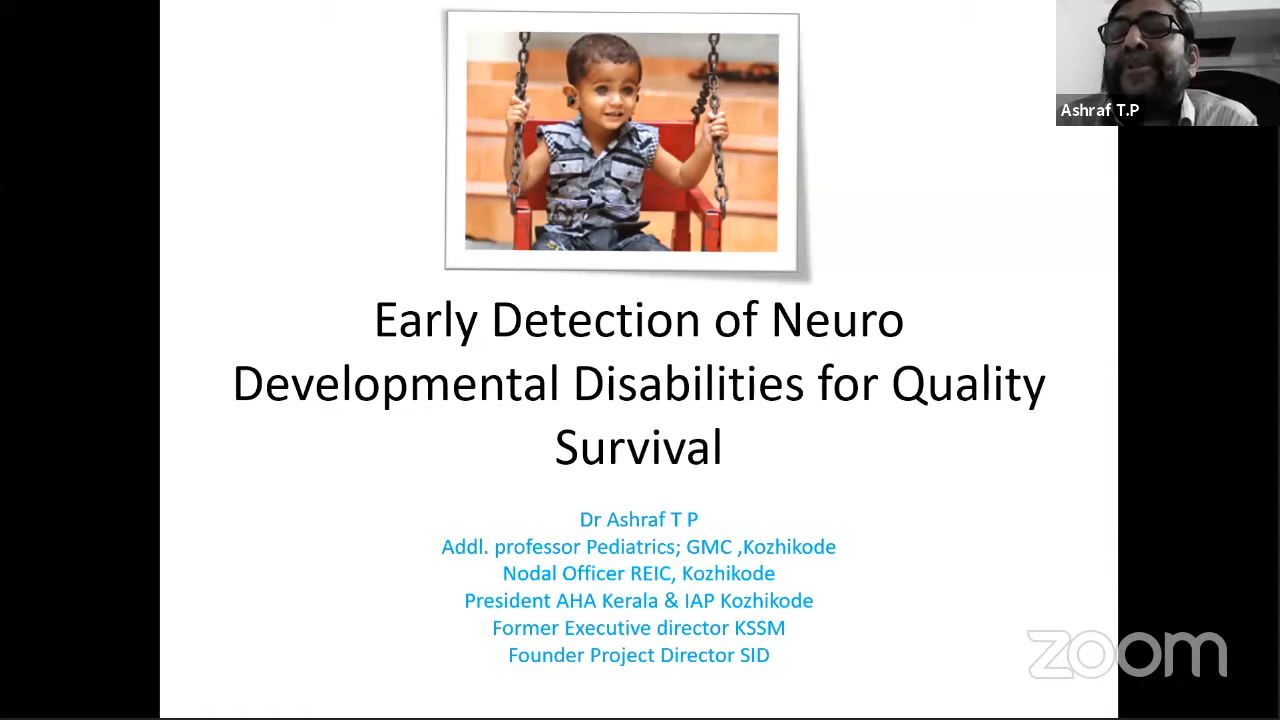 Ashraf T.P
Early Detection of Neuro
Developmental Disabilities for Quality
Survival
Dr Ashraf T P
Addl. professor Pediatrics; GMC ,Kozhikode
Nodal Officer REIC, Kozhikode
President AHA Kerala & IAP Kozhikode
Former Executive director KSSM
Founder Project Director SID
zoom